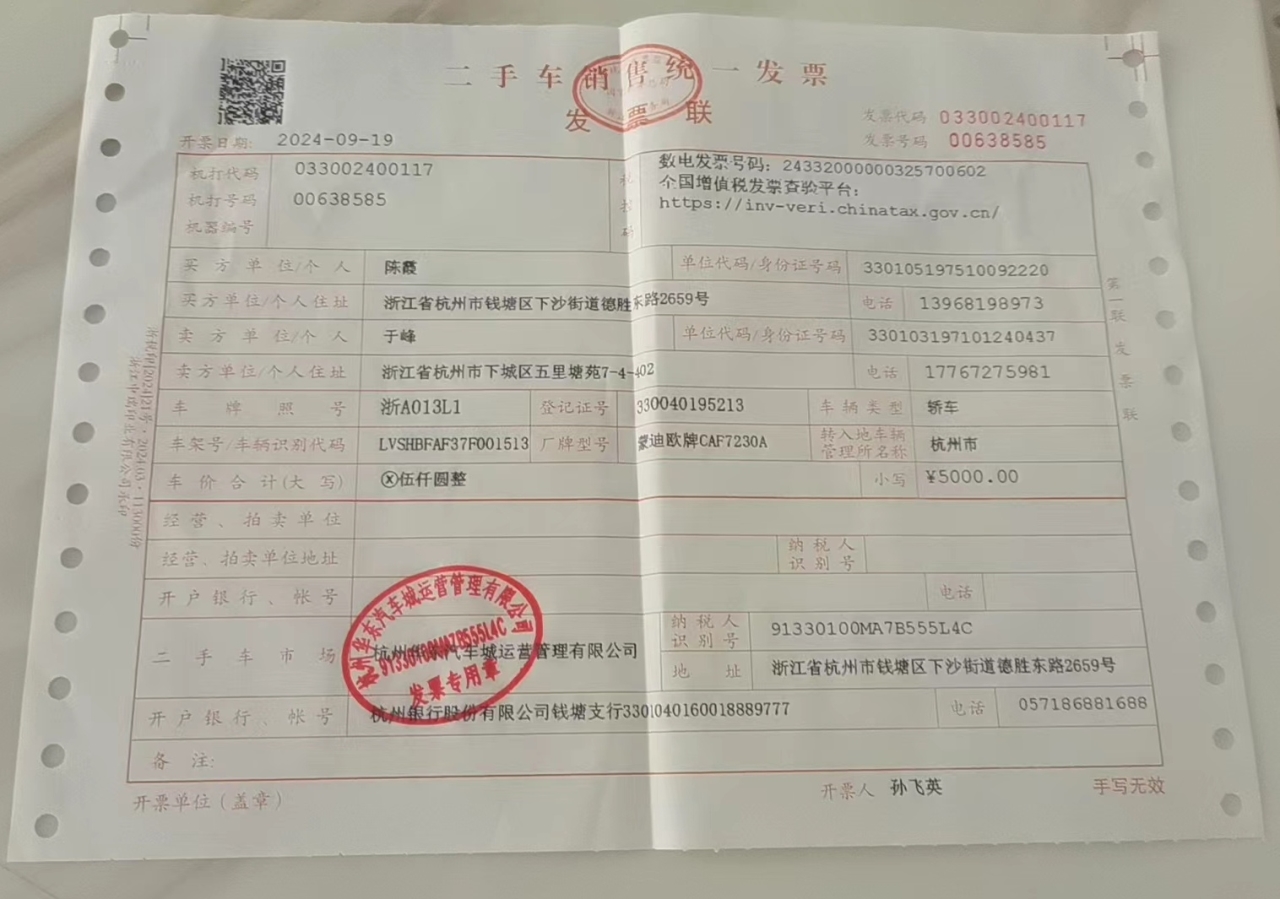 二手车销售统一发票
发票联
发票代码 033002400117
发票号码 00638585
开票日期: 2024-09-19
机打代码 033002400117
机打号码 00638585
机器编号
数电发票号码: 24332000000325700602
全国增值税发票查验平台:
https://inv-veri.chinatax.gov.cn/
买方单位/个人 陈霞 单位代码/身份证号码 330105197510092220
买方单位/个人住址 浙江省杭州市钱塘区下沙街道德胜东路2659号 电话 13968198973
卖方单位/个人 于峰 单位代码/身份证号码 330103197101240437
卖方单位/个人住址 浙江省杭州市下城区五里塘苑7-4-402 电话 17767275981
车牌照号 浙A013L1 登记证号 330040195213 车辆类型 轿车
车架号/车辆识别代码 LVSHBFAF37F001513 厂牌型号 蒙迪欧牌CAF7230A 转入地车辆管理所名称 杭州市
车价合计(大写) ⓧ伍仟圆整 小写 ¥5000.00
经营、拍卖单位
经营、拍卖单位地址 纳税人识别号
开户银行、帐号 电话
二手车市场 杭州华东汽车城运营管理有限公司 纳税人识别号 91330100MA7B555L4C
地址 浙江省杭州市钱塘区下沙街道德胜东路2659号
开户银行、帐号 杭州银行股份有限公司钱塘支行3301040160018889777 电话 057186881688
备注:
开票单位(盖章) 开票人 孙飞英 手写无效
杭州华东汽车城运营管理有限公司
91330100MA7B555L4C
发票专用章
第一联 发票联